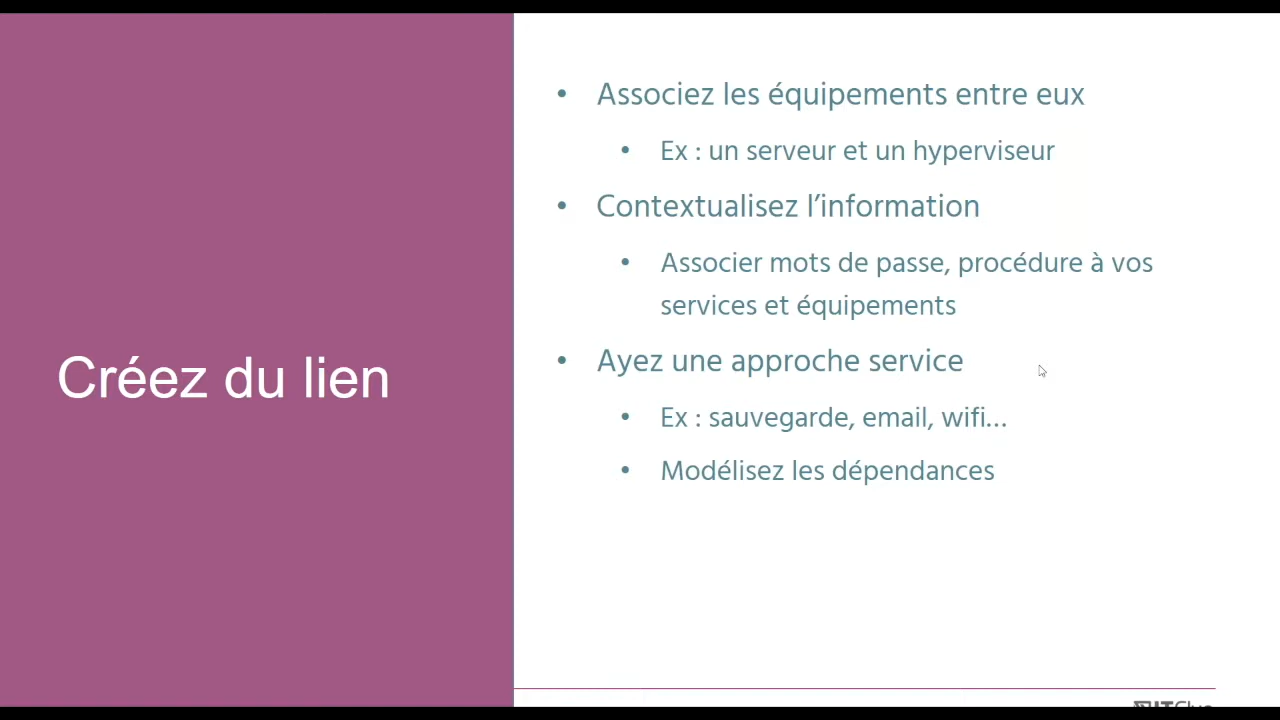 Créez du lien
• Associez les équipements entre eux
• Ex : un serveur et un hyperviseur
• Contextualisez l’information
• Associer mots de passe, procédure à vos
services et équipements
• Ayez une approche service
• Ex : sauvegarde, email, wifi…
• Modélisez les dépendances